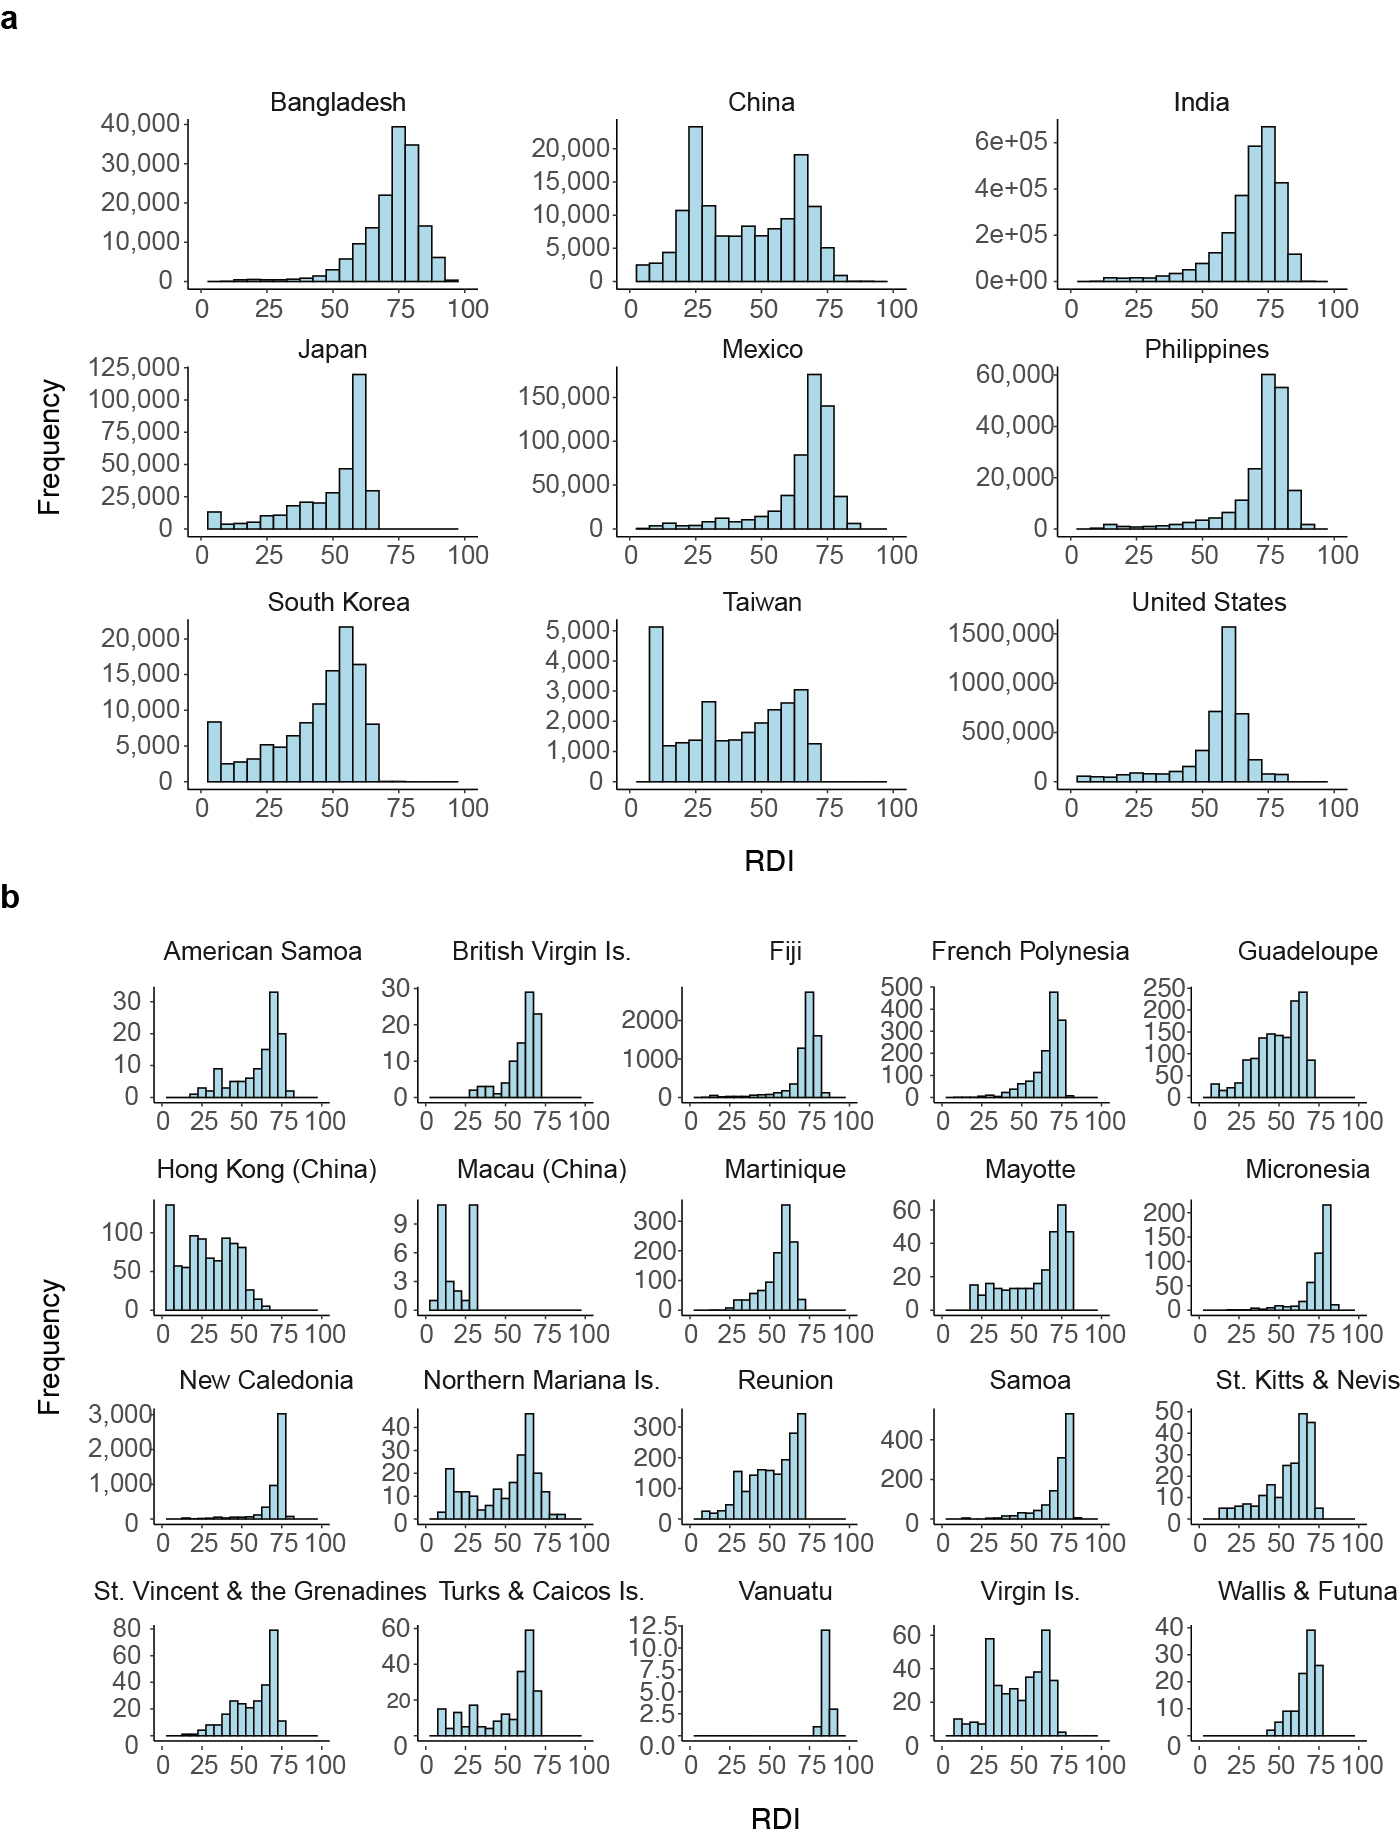 a
Bangladesh China India
40,000
30,000
20,000
10,000
0
0 25 50 75 100
20,000
15,000
10,000
5,000
0
0 25 50 75 100
6e+05
4e+05
2e+05
0e+00
0 25 50 75 100
Japan Mexico Philippines
125,000
100,000
75,000
50,000
25,000
0
0 25 50 75 100
150,000
100,000
50,000
0
0 25 50 75 100
60,000
40,000
20,000
0
0 25 50 75 100
Frequency
South Korea Taiwan United States
20,000
15,000
10,000
5,000
0
0 25 50 75 100
5,000
4,000
3,000
2,000
1,000
0
0 25 50 75 100
1500,000
1000,000
500,000
0
0 25 50 75 100
RDI
b
American Samoa British Virgin Is. Fiji French Polynesia Guadeloupe
30
20
10
0
0 25 50 75 100
30
20
10
0
0 25 50 75 100
2000
1000
0
0 25 50 75 100
500
400
300
200
100
0
0 25 50 75 100
250
200
150
100
50
0
0 25 50 75 100
Hong Kong (China) Macau (China) Martinique Mayotte Micronesia
100
50
0
0 25 50 75 100
9
6
3
0
0 25 50 75 100
300
200
100
0
0 25 50 75 100
60
40
20
0
0 25 50 75 100
200
150
100
50
0
0 25 50 75 100
Frequency
New Caledonia Northern Mariana Is. Reunion Samoa St. Kitts & Nevis
3,000
2,000
1,000
0
0 25 50 75 100
40
30
20
10
0
0 25 50 75 100
300
200
100
0
0 25 50 75 100
400
200
0
0 25 50 75 100
50
40
30
20
10
0
0 25 50 75 100
St. Vincent & the Grenadines Turks & Caicos Is. Vanuatu Virgin Is. Wallis & Futuna
80
60
40
20
0
0 25 50 75 100
60
40
20
0
0 25 50 75 100
12.5
10.0
7.5
5.0
2.5
0.0
0 25 50 75 100
60
40
20
0
0 25 50 75 100
40
30
20
10
0
0 25 50 75 100
RDI